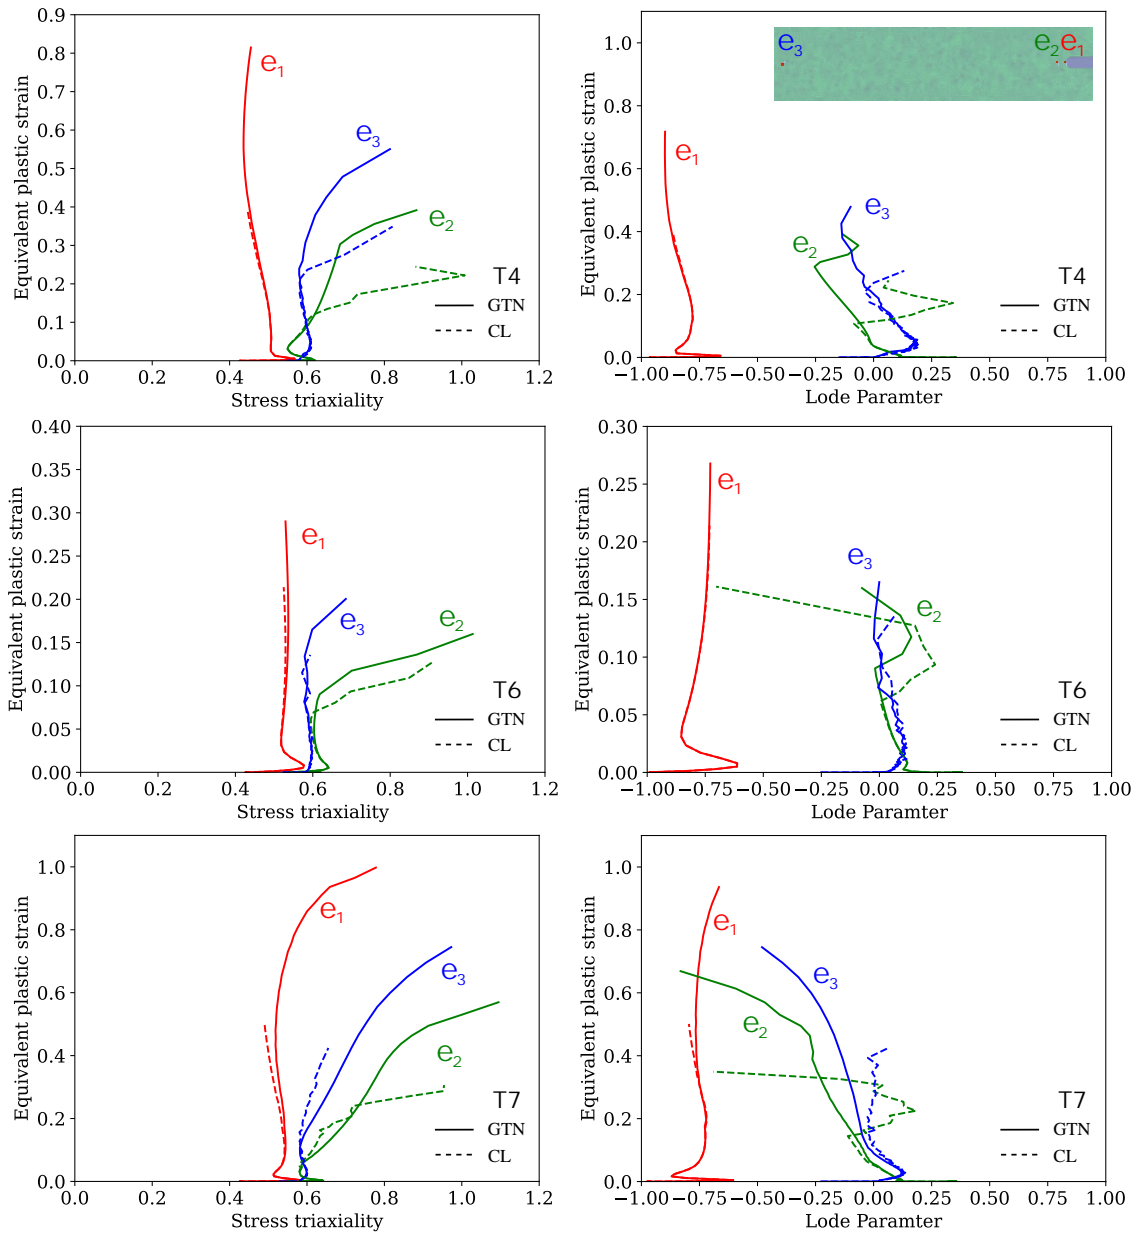 0.9
0.8
0.7
0.6
0.5
0.4
0.3
0.2
0.1
0.0
Equivalent plastic strain
e1
e3
e2
T4
GTN
CL
0.0 0.2 0.4 0.6 0.8 1.0 1.2
Stress triaxiality
1.0
0.8
0.6
0.4
0.2
0.0
Equivalent plastic strain
e3 e2 e1
e1
e3
e2
T4
GTN
CL
−1.00 −0.75 −0.50 −0.25 0.00 0.25 0.50 0.75 1.00
Lode Paramter
0.40
0.35
0.30
0.25
0.20
0.15
0.10
0.05
0.00
Equivalent plastic strain
e1
e3
e2
T6
GTN
CL
0.0 0.2 0.4 0.6 0.8 1.0 1.2
Stress triaxiality
0.30
0.25
0.20
0.15
0.10
0.05
0.00
Equivalent plastic strain
e1
e3
e2
T6
GTN
CL
−1.00 −0.75 −0.50 −0.25 0.00 0.25 0.50 0.75 1.00
Lode Paramter
1.0
0.8
0.6
0.4
0.2
0.0
Equivalent plastic strain
e1
e3
e2
T7
GTN
CL
0.0 0.2 0.4 0.6 0.8 1.0 1.2
Stress triaxiality
1.0
0.8
0.6
0.4
0.2
0.0
Equivalent plastic strain
e1
e3
e2
T7
GTN
CL
−1.00 −0.75 −0.50 −0.25 0.00 0.25 0.50 0.75 1.00
Lode Paramter